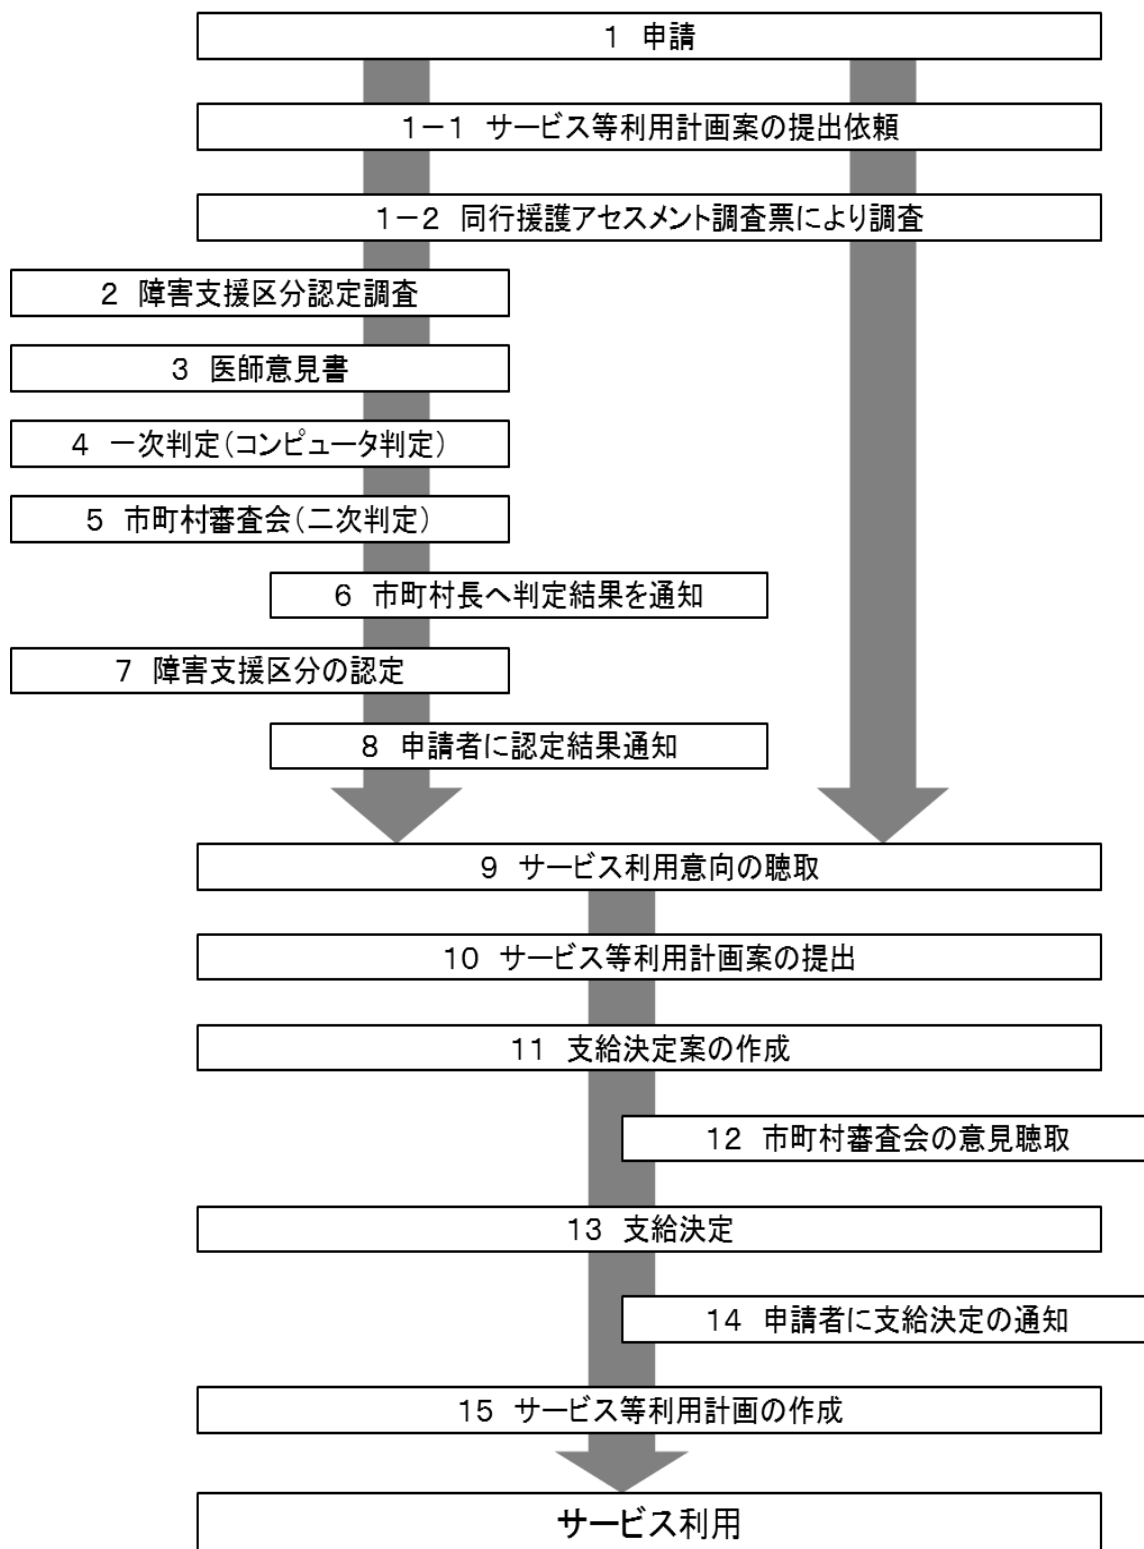 1 申請
1-1 サービス等利用計画案の提出依頼
1-2 同行援護アセスメント調査票により調査
2 障害支援区分認定調査
3 医師意見書
4 一次判定(コンピュータ判定)
5 市町村審査会(二次判定)
6 市町村長へ判定結果を通知
7 障害支援区分の認定
8 申請者に認定結果通知
9 サービス利用意向の聴取
10 サービス等利用計画案の提出
11 支給決定案の作成
12 市町村審査会の意見聴取
13 支給決定
14 申請者に支給決定の通知
15 サービス等利用計画の作成
サービス利用